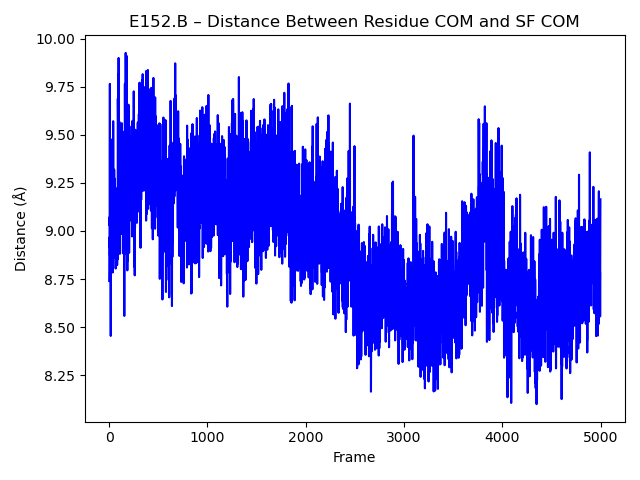 E152.B – Distance Between Residue COM and SF COM
10.00
9.75
9.50
9.25
9.00
8.75
8.50
8.25
Distance (Å)
0 1000 2000 3000 4000 5000
Frame